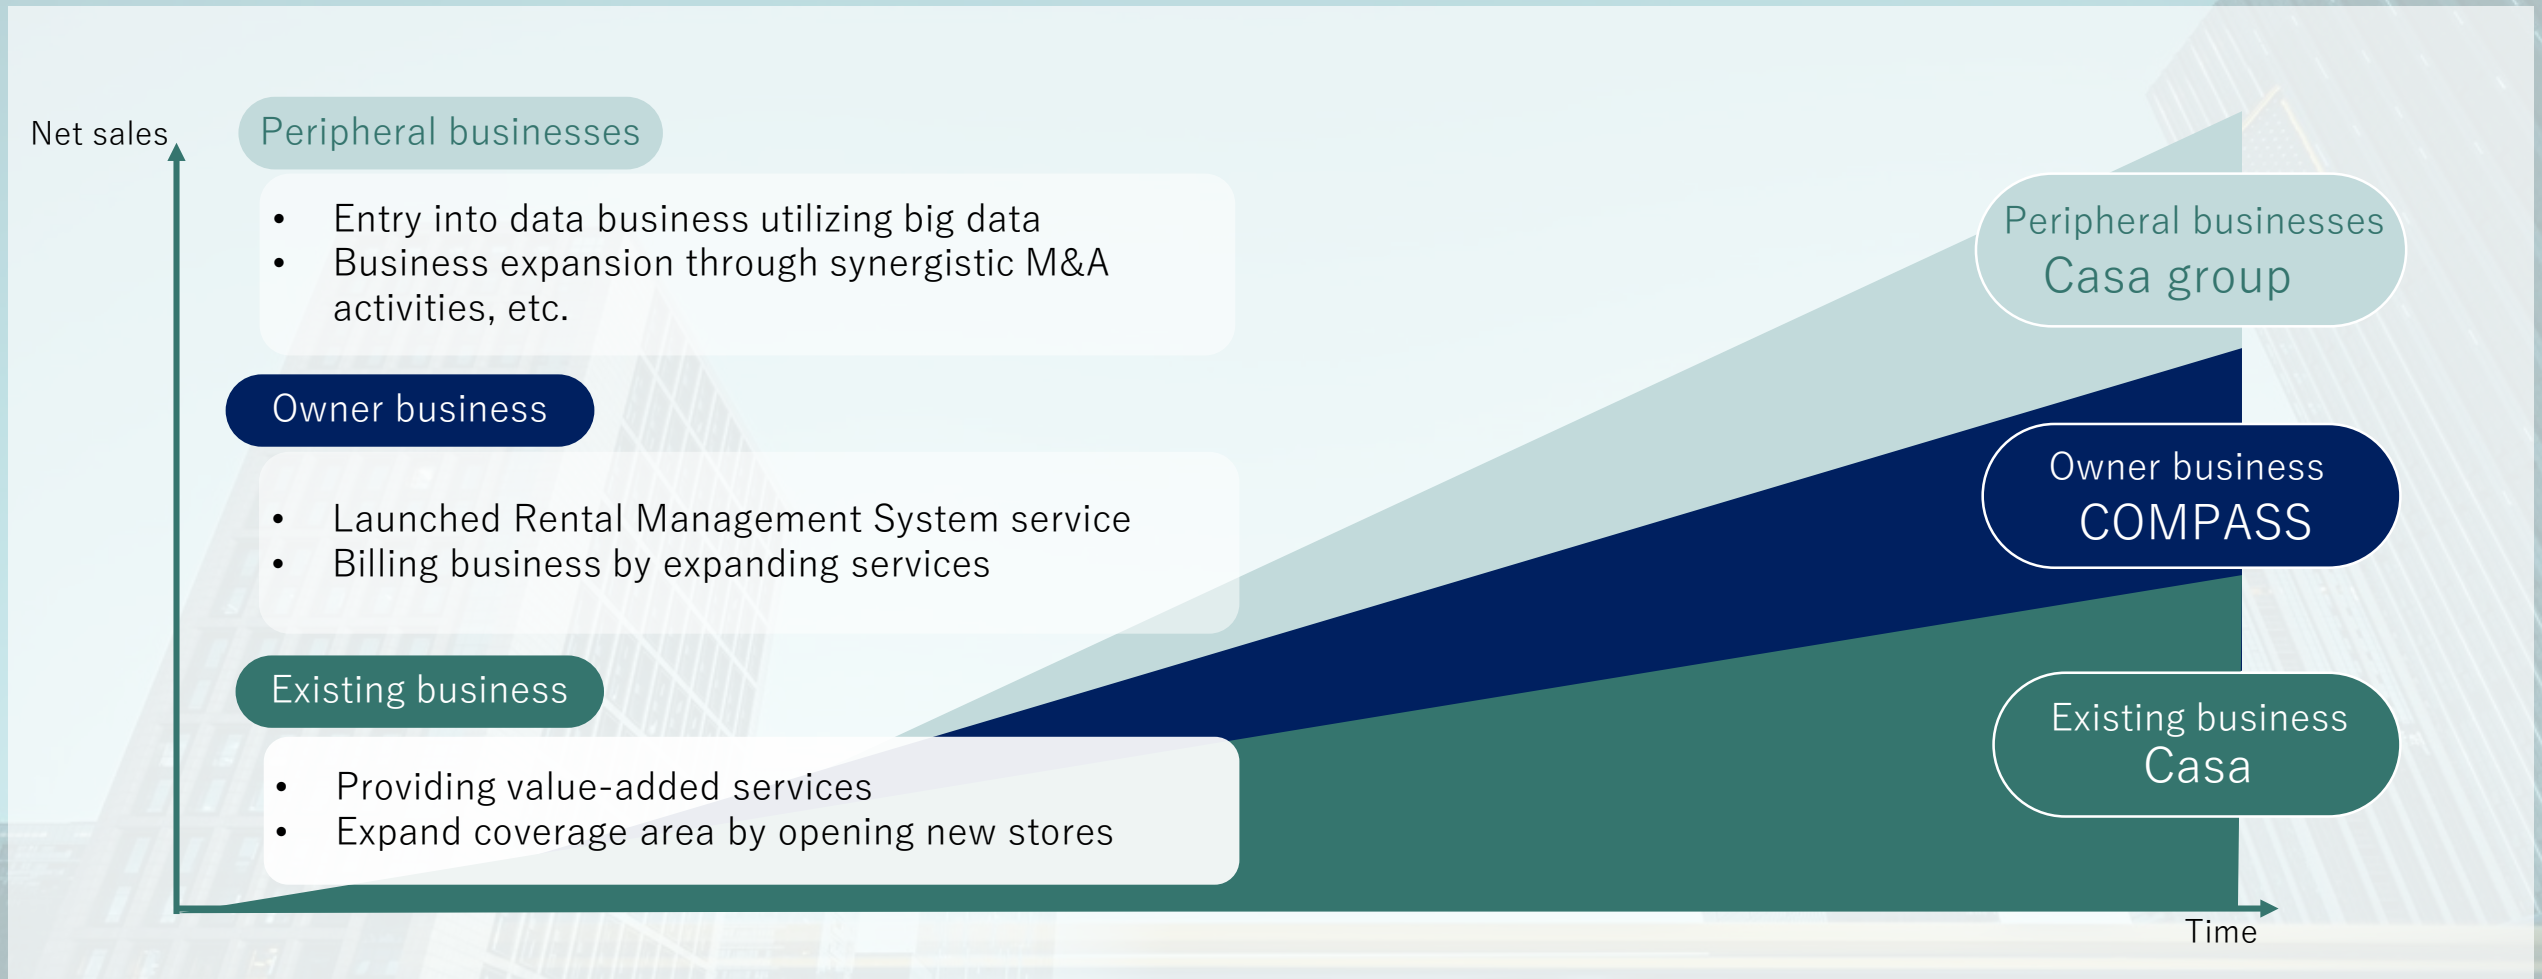 Net sales
Peripheral businesses
• Entry into data business utilizing big data
• Business expansion through synergistic M&A
activities, etc.
Owner business
• Launched Rental Management System service
• Billing business by expanding services
Existing business
• Providing value-added services
• Expand coverage area by opening new stores
Peripheral businesses
Casa group
Owner business
COMPASS
Existing business
Casa
Time